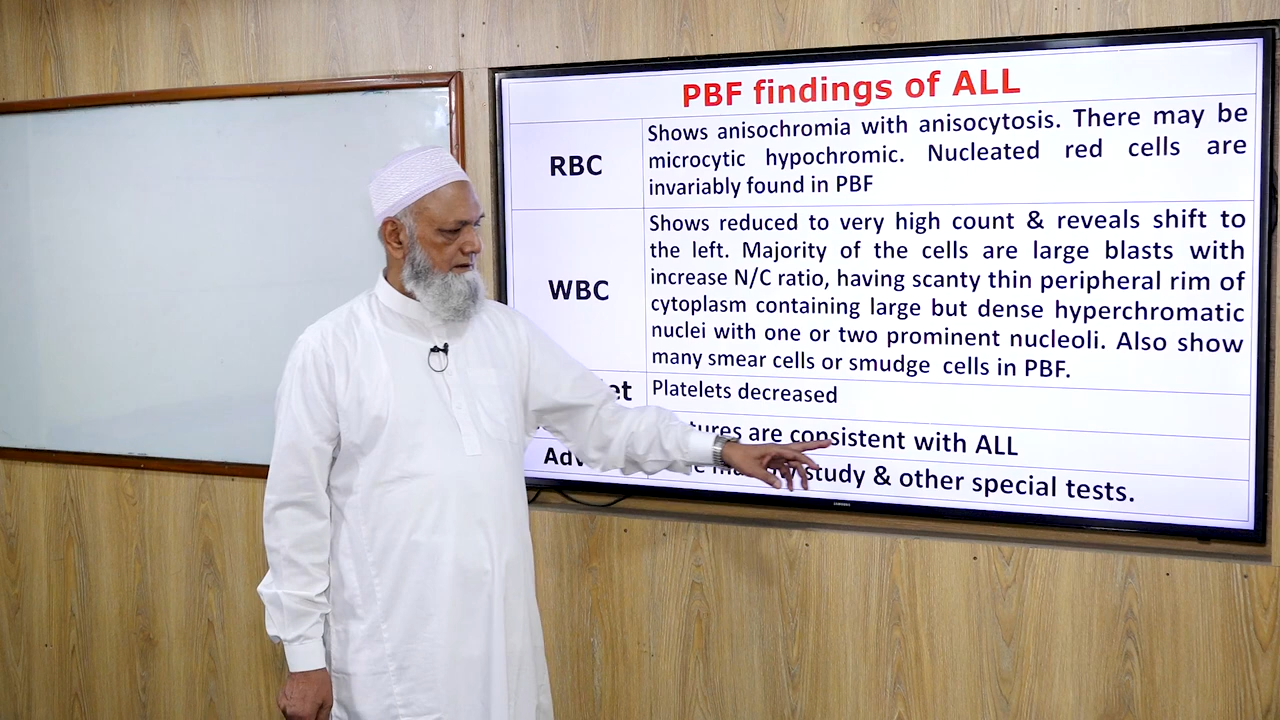 PBF findings of ALL
RBC
Shows anisochromia with anisocytosis. There may be
microcytic hypochromic. Nucleated red cells are
invariably found in PBF
WBC
Shows reduced to very high count & reveals shift to
the left. Majority of the cells are large blasts with
increase N/C ratio, having scanty thin peripheral rim of
cytoplasm containing large but dense hyperchromatic
nuclei with one or two prominent nucleoli. Also show
many smear cells or smudge cells in PBF.
Platelets decreased
are consistent with ALL
study & other special tests.
SAMSUNG